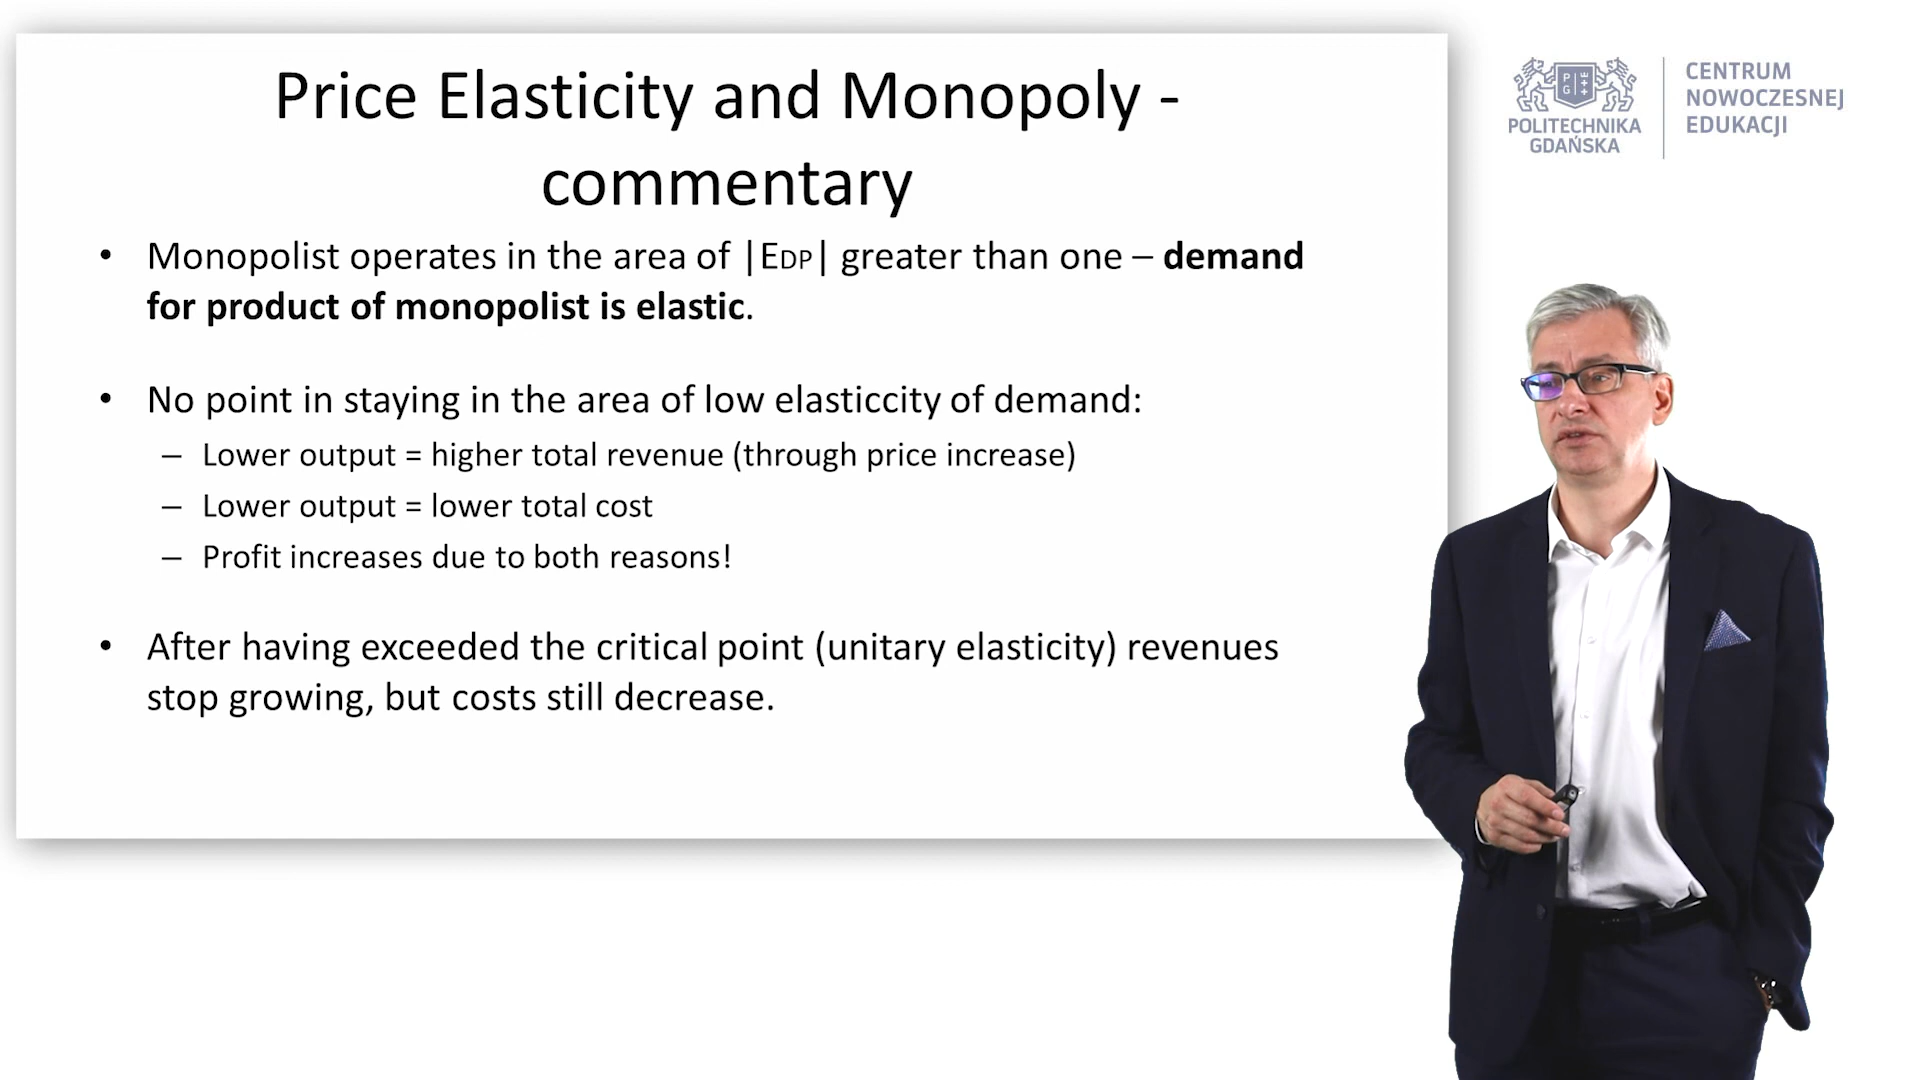 Price Elasticity and Monopoly -
commentary
• Monopolist operates in the area of |EDP| greater than one – demand
for product of monopolist is elastic.
• No point in staying in the area of low elasticcity of demand:
– Lower output = higher total revenue (through price increase)
– Lower output = lower total cost
– Profit increases due to both reasons!
• After having exceeded the critical point (unitary elasticity) revenues
stop growing, but costs still decrease.
P G
POLITECHNIKA
GDAŃSKA
CENTRUM
NOWOCZESNEJ
EDUKACJI